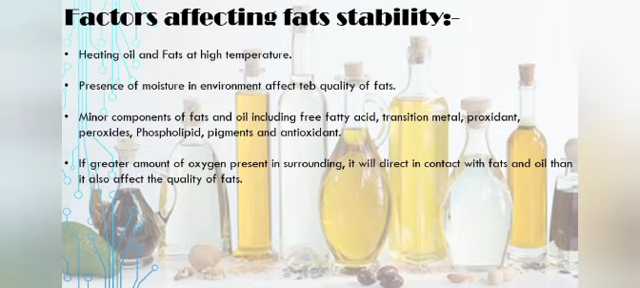 Factors affecting fats stability:-
• Heating oil and Fats at high temperature.
• Presence of moisture in environment affect teb quality of fats.
• Minor components of fats and oil including free fatty acid, transition metal, proxidant,
peroxides, Phospholipid, pigments and antioxidant.
• If greater amount of oxygen present in surrounding, it will direct in contact with fats and oil than
it also affect the quality of fats.